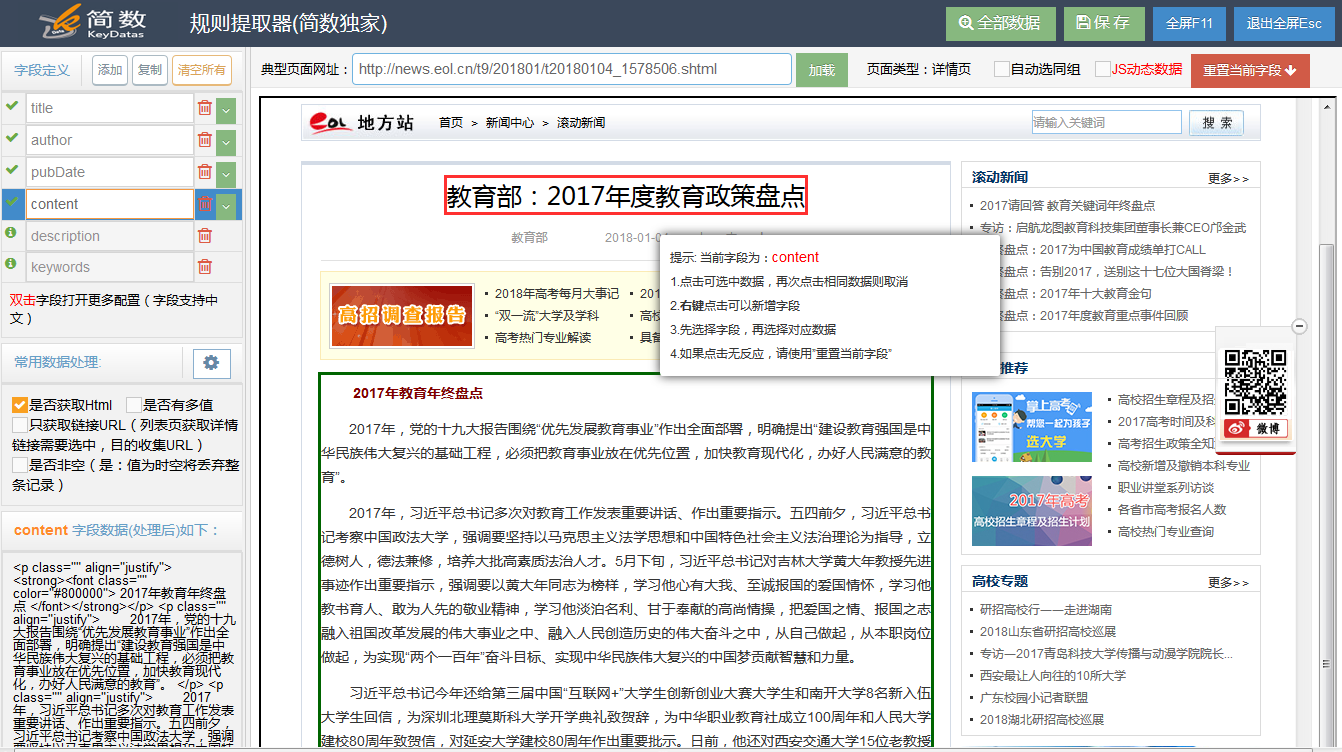 简数
KeyDatas
规则提取器(简数独家)
全部数据
保 存
全屏F11
退出全屏Esc
字段定义
添加
复制
清空所有
典型页面网址：
http://news.eol.cn/t9/201801/t20180104_1578506.shtml
加载
页面类型：详情页
自动选同组
JS动态数据
重置当前字段
title
author
pubDate
content
description
keywords
双击字段打开更多配置（字段支持中
文）
常用数据处理:
是否获取Html
是否有多值
只获取链接URL（列表页获取详情
链接需要选中，目的收集URL）
是否非空（是：值为时空将丢弃整
条记录）
content 字段数据(处理后)如下：
<p class="" align="justify">
<strong><font class=""
color="#800000"> 2017年教育年终盘
点 </font></strong></p> <p class=""
align="justify"> 2017年，党的十九
大报告围绕“优先发展教育事业”作出全
面部署，明确提出“建设教育强国是中
华民族伟大复兴的基础工程，必须把教
育事业放在优先位置，加快教育现代
化，办好人民满意的教育”。 </p> <p
class="" align="justify"> 2017
年，习近平总书记多次对教育工作发表
重要讲话、作出重要指示。五四前夕，
习近平总书记考察中国政法大学，强调
eol 地方站
首页 > 新闻中心 > 滚动新闻
请输入关键词
搜 索
教育部：2017年度教育政策盘点
教育部
2018-01-0
提示: 当前字段为：content
1.点击可选中数据，再次点击相同数据则取消
2.右键点击可以新增字段
3.先选择字段，再选择对应数据
4.如果点击无反应，请使用"重置当前字段"
高招调查报告
2018年高考每月大事记
201
“双一流”大学及学科
高校
高考热门专业解读
具备
2017年教育年终盘点
2017年，党的十九大报告围绕“优先发展教育事业”作出全面部署，明确提出“建设教育强国是中
华民族伟大复兴的基础工程，必须把教育事业放在优先位置，加快教育现代化，办好人民满意的教
育”。
2017年，习近平总书记多次对教育工作发表重要讲话、作出重要指示。五四前夕，习近平总书
记考察中国政法大学，强调要坚持以马克思主义法学思想和中国特色社会主义法治理论为指导，立
德树人，德法兼修，培养大批高素质法治人才。5月下旬，习近平总书记对吉林大学黄大年教授先进
事迹作出重要指示，强调要以黄大年同志为榜样，学习他心有大我、至诚报国的爱国情怀，学习他
教书育人、敢为人先的敬业精神，学习他淡泊名利、甘于奉献的高尚情操，把爱国之情、报国之志
融入祖国改革发展的伟大事业之中、融入人民创造历史的伟大奋斗之中，从自己做起，从本职岗位
做起，为实现“两个一百年”奋斗目标、实现中华民族伟大复兴的中国梦贡献智慧和力量。
习近平总书记今年还给第三届中国“互联网+”大学生创新创业大赛大学生和南开大学8名新入伍
大学生回信，为深圳北理莫斯科大学开学典礼致贺辞，为中华职业教育社成立100周年和人民大学
建校80周年致贺信，对延安大学建校80周年作出重要批示。日前，他还对西安交通大学15位老教授
滚动新闻
更多>>
2017请回答 教育关键词年终盘点
专访：启航龙图教育科技集团董事长兼CEO邝金武
终盘点：2017为中国教育成绩单打CALL
盘点：告别2017，送别这十七位大国脊梁！
盘点：2017年十大教育金句
盘点：2017年度教育重点事件回顾
推荐
掌上高考
帮您一起为孩子
选大学
高校招生章程及招
2017高考时间及科
高考招生政策全知
高校新增及撤销本科专业
职业讲堂系列访谈
各省市高考报名人数
高校热门专业查询
2017年高考
高校招生章程及招生计划
微博
高校专题
更多>>
研招高校行——走进湖南
2018山东省研招高校巡展
专访—2017青岛科技大学传播与动漫学院院长...
西安最让人向往的10所大学
广东校园小记者联盟
2018湖北研招高校巡展